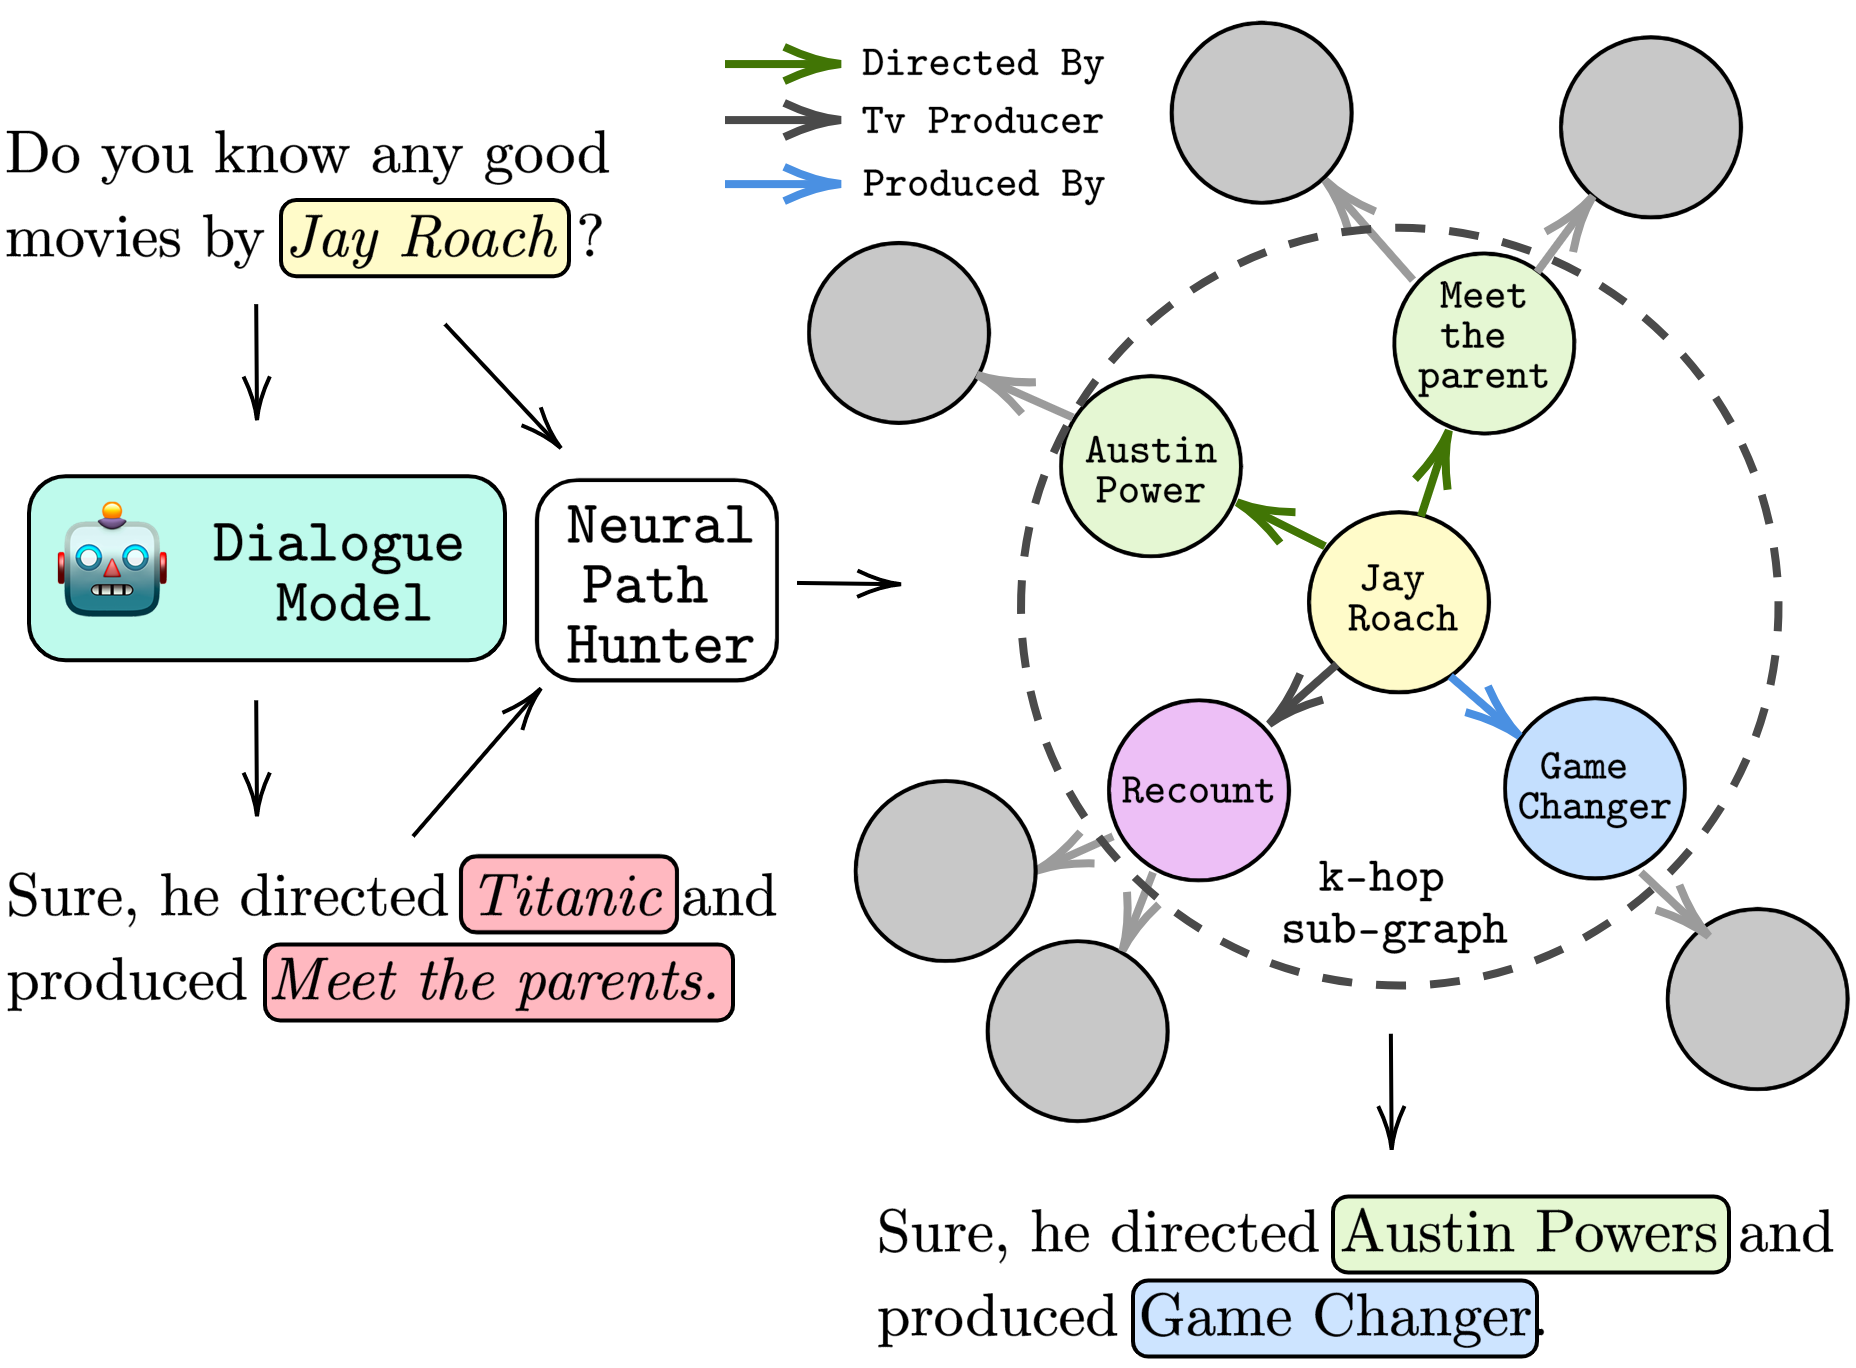 Do you know any good
movies by Jay Roach ?
Dialogue
Model
Neural
Path
Hunter
Sure, he directed Titanic and
produced Meet the parents.
Directed By
Tv Producer
Produced By
Meet
the
parent
Austin
Power
Jay
Roach
Recount
Game
Changer
k-hop
sub-graph
Sure, he directed Austin Powers and
produced Game Changer.